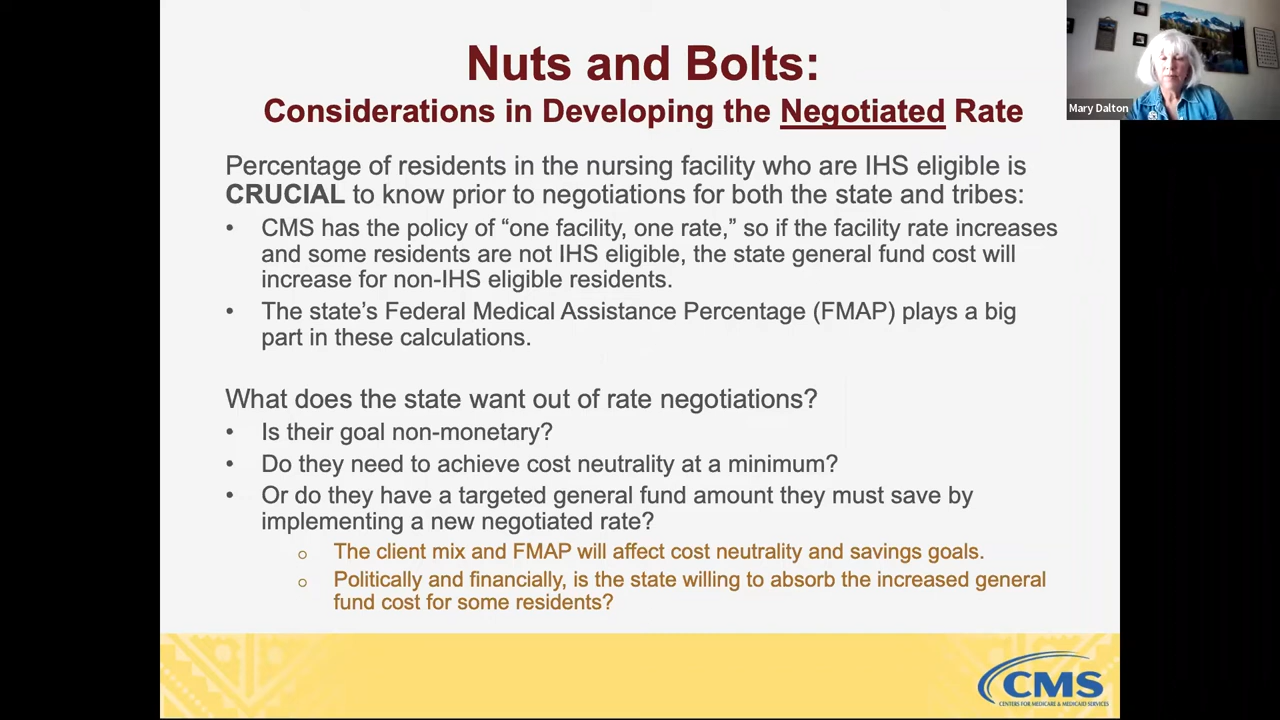 Nuts and Bolts:
Considerations in Developing the Negotiated Rate
Mary Dalton
Percentage of residents in the nursing facility who are IHS eligible is
CRUCIAL to know prior to negotiations for both the state and tribes:
• CMS has the policy of “one facility, one rate,” so if the facility rate increases
and some residents are not IHS eligible, the state general fund cost will
increase for non-IHS eligible residents.
• The state’s Federal Medical Assistance Percentage (FMAP) plays a big
part in these calculations.
What does the state want out of rate negotiations?
• Is their goal non-monetary?
• Do they need to achieve cost neutrality at a minimum?
• Or do they have a targeted general fund amount they must save by
implementing a new negotiated rate?
o The client mix and FMAP will affect cost neutrality and savings goals.
o Politically and financially, is the state willing to absorb the increased general
fund cost for some residents?
CMS
CENTERS FOR MEDICARE & MEDICAID SERVICES